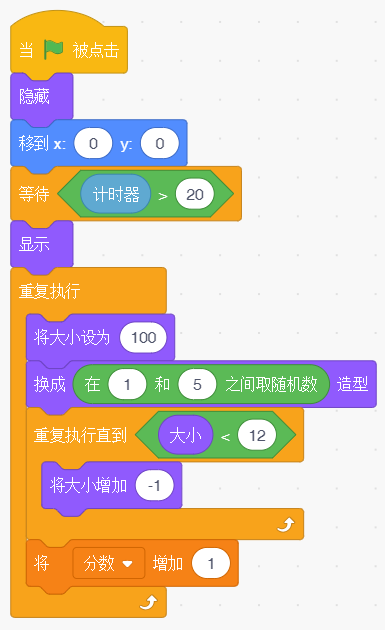 当 被点击
隐藏
移到 x: 0 y: 0
等待 计时器 > 20
显示
重复执行
将大小设为 100
换成 在 1 和 5 之间取随机数 造型
重复执行直到 大小 < 12
将大小增加 -1
将 分数 增加 1